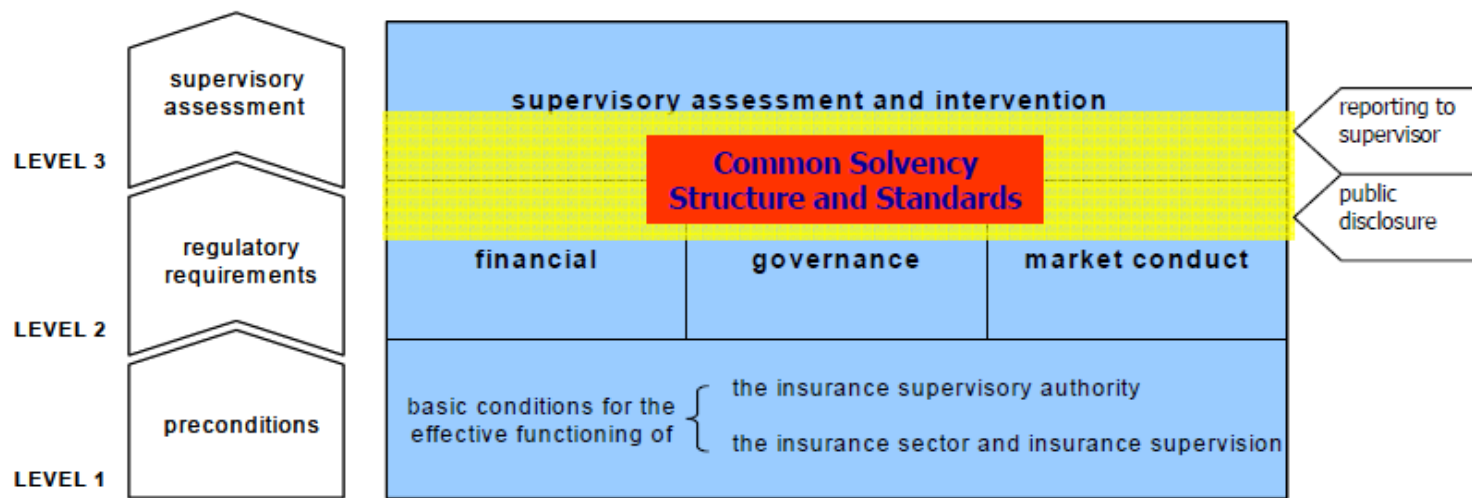 supervisory
assessment
LEVEL 3
regulatory
requirements
LEVEL 2
preconditions
LEVEL 1
supervisory assessment and intervention
Common Solvency
Structure and Standards
financial
governance
market conduct
basic conditions for the
effective functioning of
the insurance supervisory authority
the insurance sector and insurance supervision
reporting to
supervisor
public
disclosure